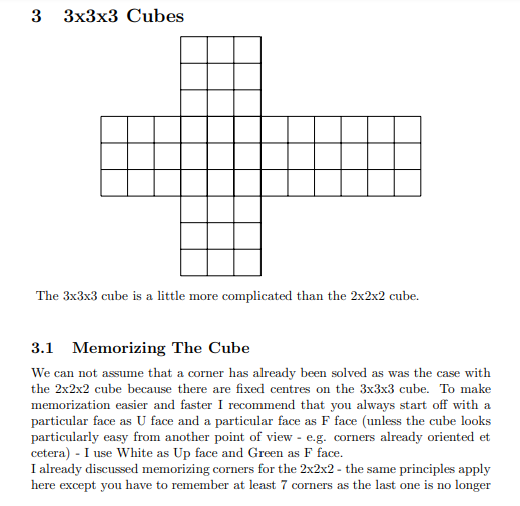 3 3x3x3 Cubes
The 3x3x3 cube is a little more complicated than the 2x2x2 cube.
3.1 Memorizing The Cube
We can not assume that a corner has already been solved as was the case with
the 2x2x2 cube because there are fixed centres on the 3x3x3 cube. To make
memorization easier and faster I recommend that you always start off with a
particular face as U face and a particular face as F face (unless the cube looks
particularly easy from another point of view - e.g. corners already oriented et
cetera) - I use White as Up face and Green as F face.
I already discussed memorizing corners for the 2x2x2 - the same principles apply
here except you have to remember at least 7 corners as the last one is no longer